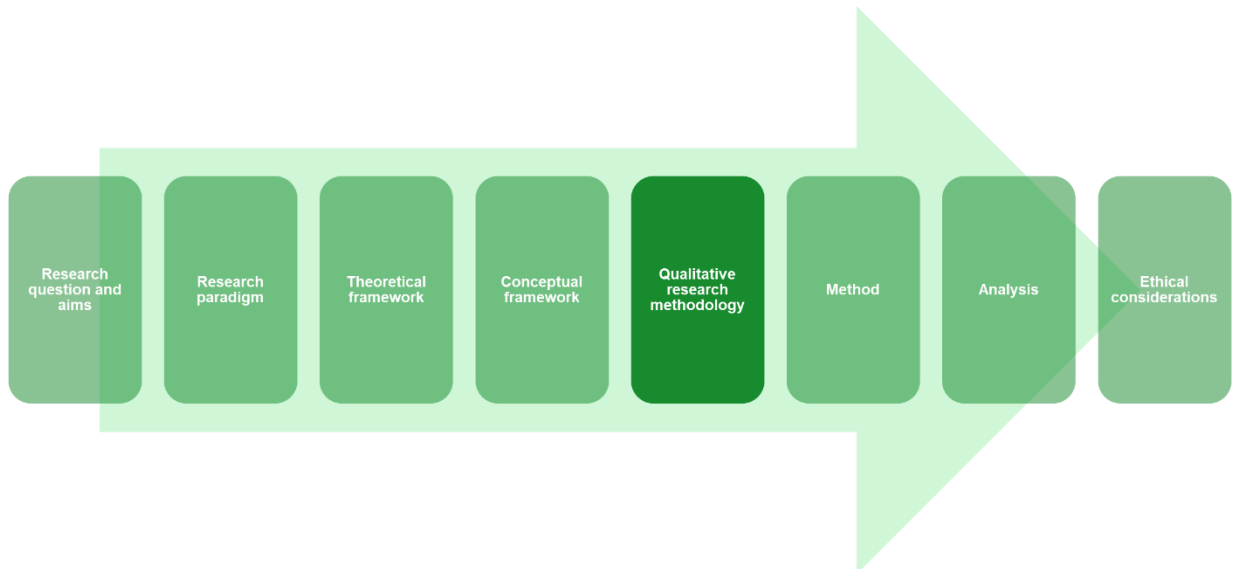 Research
question and
aims
Research
paradigm
Theoretical
framework
Conceptual
framework
Qualitative
research
methodology
Method
Analysis
Ethical
considerations